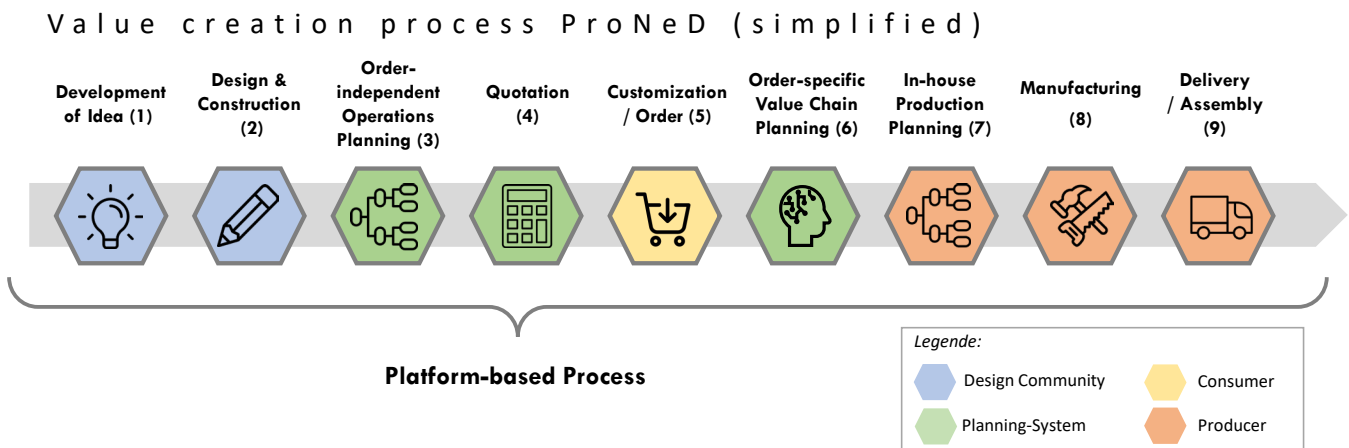 Value creation process ProNeD (simplified)
Development
of Idea (1)
Design &
Construction
(2)
Order-
independent
Operations
Planning (3)
Quotation
(4)
Customization
/ Order (5)
Order-specific
Value Chain
Planning (6)
In-house
Production
Planning (7)
Manufacturing
(8)
Delivery
/ Assembly
(9)
Platform-based Process
Legende:
Design Community
Consumer
Planning-System
Producer